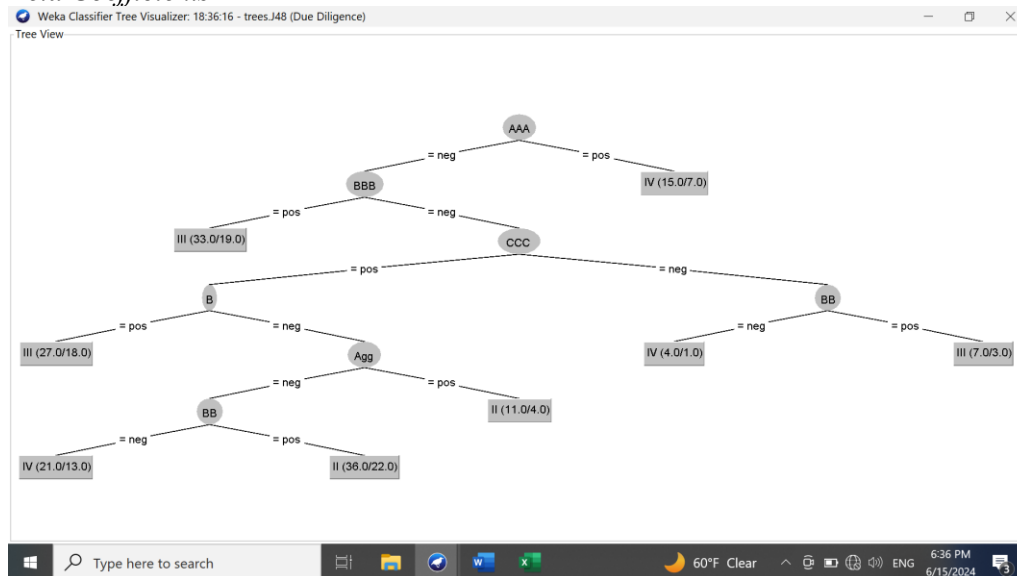 Weka Classifier Tree Visualizer: 18:36:16 - trees.J48 (Due Diligence)
Tree View
AAA
= neg = pos
BBB IV (15.0/7.0)
= pos = neg
III (33.0/19.0) CCC
= pos = neg
B BB
= pos = neg = neg = pos
III (27.0/18.0) Agg IV (4.0/1.0) III (7.0/3.0)
= neg = pos
BB II (11.0/4.0)
= neg = pos
IV (21.0/13.0) II (36.0/22.0)
Type here to search 60°F Clear ENG 6:36 PM
6/15/2024 3